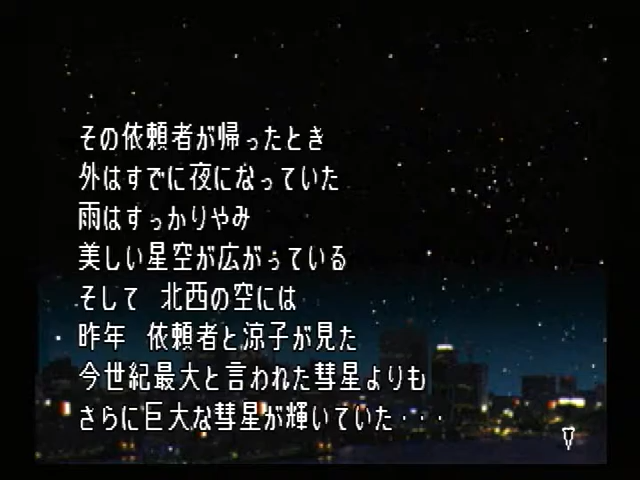 その依頼者が帰ったとき
外はすでに夜になっていた
雨はすっかりやみ
美しい星空が広がっている
そして　北西の空には
昨年　依頼者と涼子が見た
今世紀最大と言われた彗星よりも
さらに巨大な彗星が輝いていた・・・